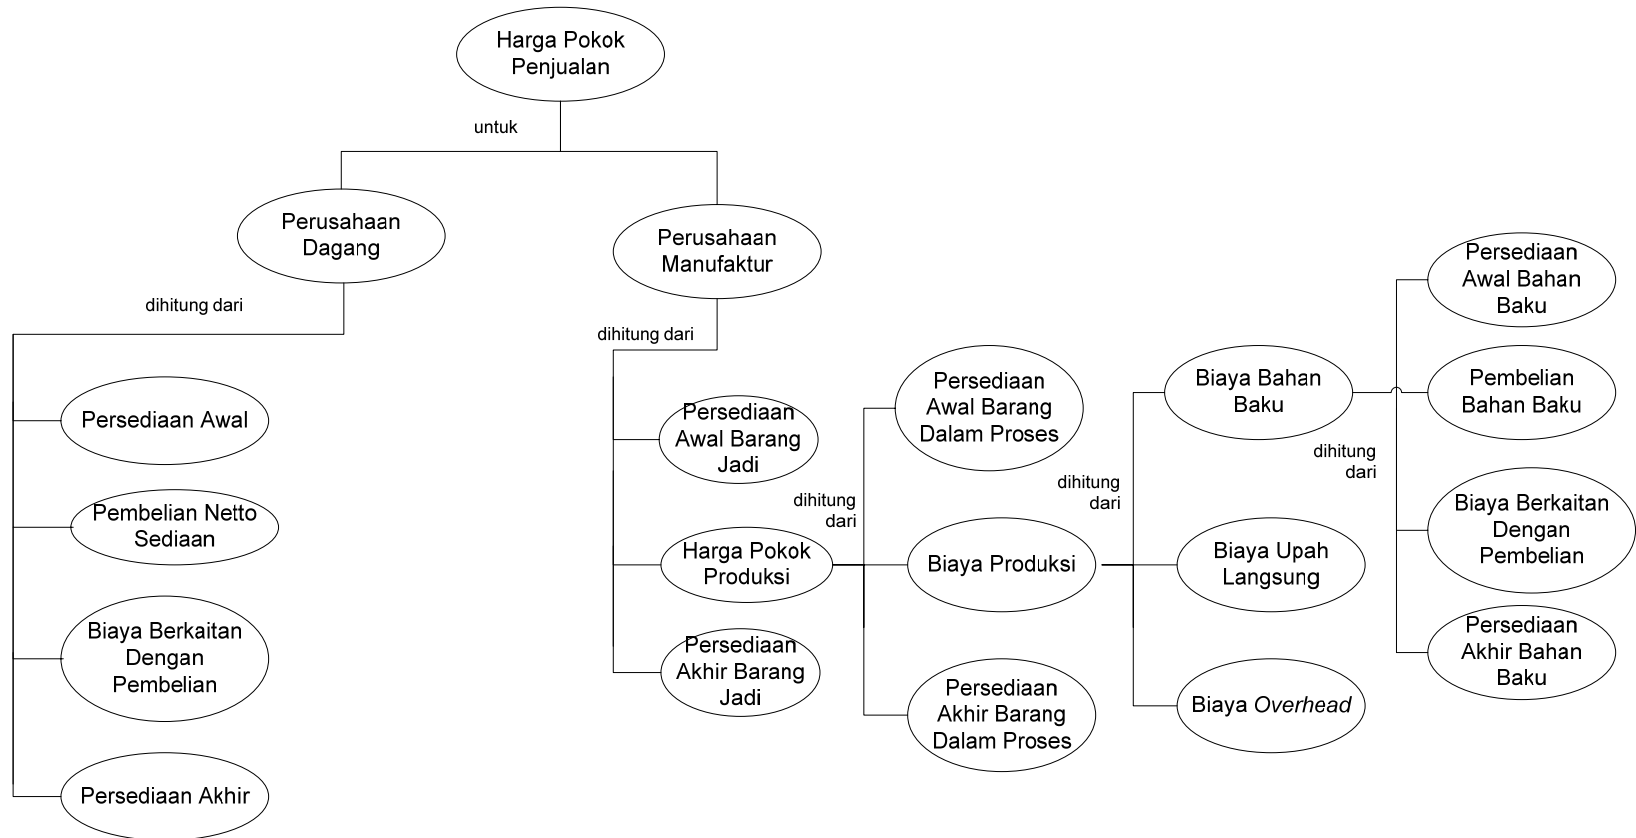 Harga Pokok
Penjualan
untuk
Perusahaan
Dagang
Perusahaan
Manufaktur
dihitung dari
Persediaan Awal
Pembelian Netto
Sediaan
Biaya Berkaitan
Dengan
Pembelian
Persediaan Akhir
dihitung dari
Persediaan
Awal Barang
Jadi
Harga Pokok
Produksi
Persediaan
Akhir Barang
Jadi
dihitung
dari
Persediaan
Awal Barang
Dalam Proses
Biaya Produksi
Persediaan
Akhir Barang
Dalam Proses
dihitung
dari
Biaya Bahan
Baku
Biaya Upah
Langsung
Biaya Overhead
dihitung
dari
Persediaan
Awal Bahan
Baku
Pembelian
Bahan Baku
Biaya Berkaitan
Dengan
Pembelian
Persediaan
Akhir Bahan
Baku